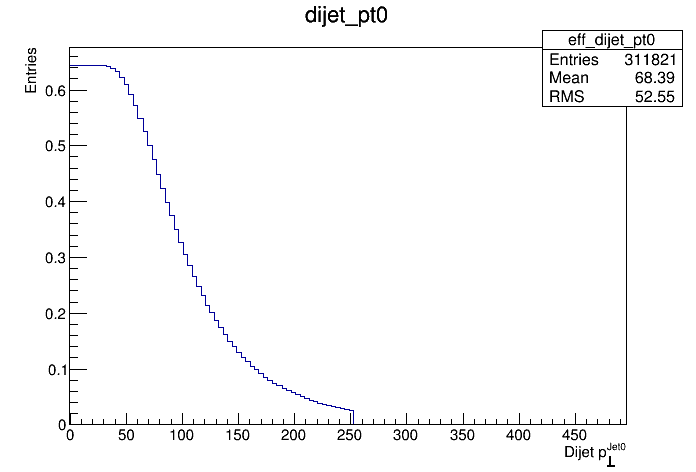 dijet_pt0
eff_dijet_pt0
Entries 311821
Mean 68.39
RMS 52.55
Entries
0.6
0.5
0.4
0.3
0.2
0.1
0
0 50 100 150 200 250 300 350 400 450
Dijet p⊥^Jet0